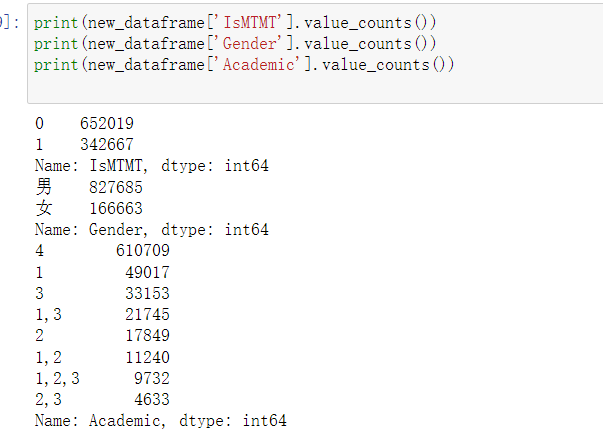 9]:
print(new_dataframe['IsMTMT'].value_counts())
print(new_dataframe['Gender'].value_counts())
print(new_dataframe['Academic'].value_counts())
0    652019
1    342667
Name: IsMTMT, dtype: int64
男    827685
女    166663
Name: Gender, dtype: int64
4        610709
1         49017
3         33153
1,3       21745
2         17849
1,2       11240
1,2,3      9732
2,3        4633
Name: Academic, dtype: int64